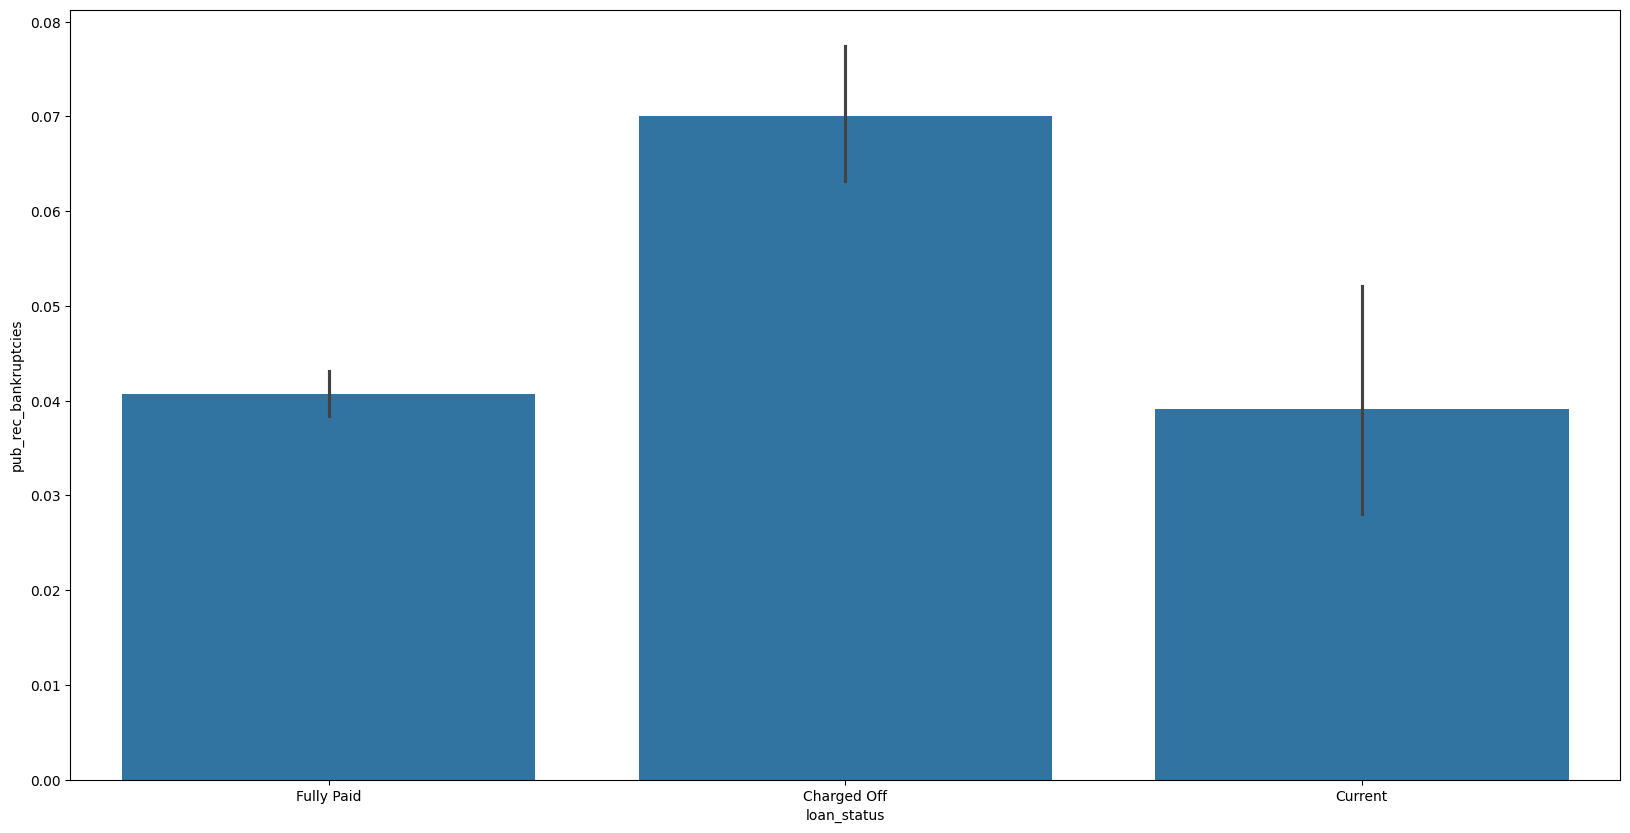 0.08
0.07
0.06
0.05
0.04
0.03
0.02
0.01
0.00
pub_rec_bankruptcies
Fully Paid
Charged Off
Current
loan_status